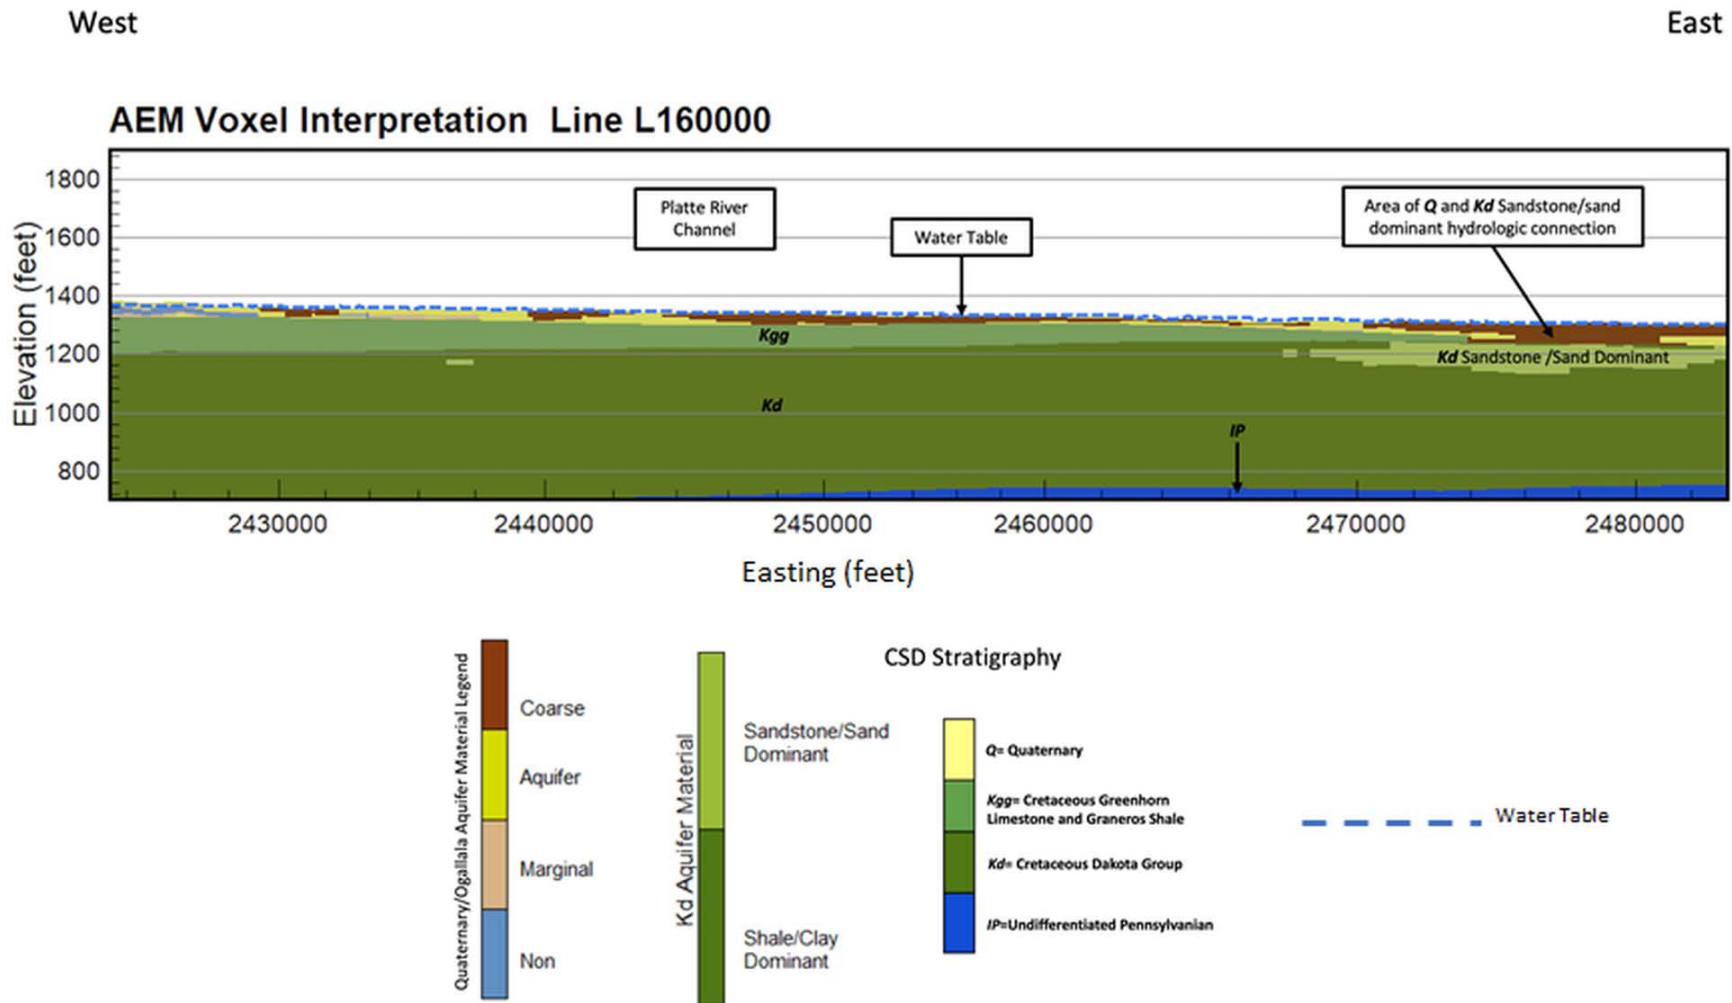 West
East
AEM Voxel Interpretation Line L160000
Elevation (feet)
1800
1600
1400
1200
1000
800
Platte River
Channel
Water Table
Area of Q and Kd Sandstone/sand
dominant hydrologic connection
Kgg
Kd Sandstone /Sand Dominant
Kd
IP
2430000
2440000
2450000
2460000
2470000
2480000
Easting (feet)
Quaternary/Ogallala Aquifer Material Legend
Coarse
Aquifer
Marginal
Non
Kd Aquifer Material
Sandstone/Sand
Dominant
Shale/Clay
Dominant
CSD Stratigraphy
Q= Quaternary
Kgg= Cretaceous Greenhorn
Limestone and Graneros Shale
Kd= Cretaceous Dakota Group
IP=Undifferentiated Pennsylvanian
Water Table